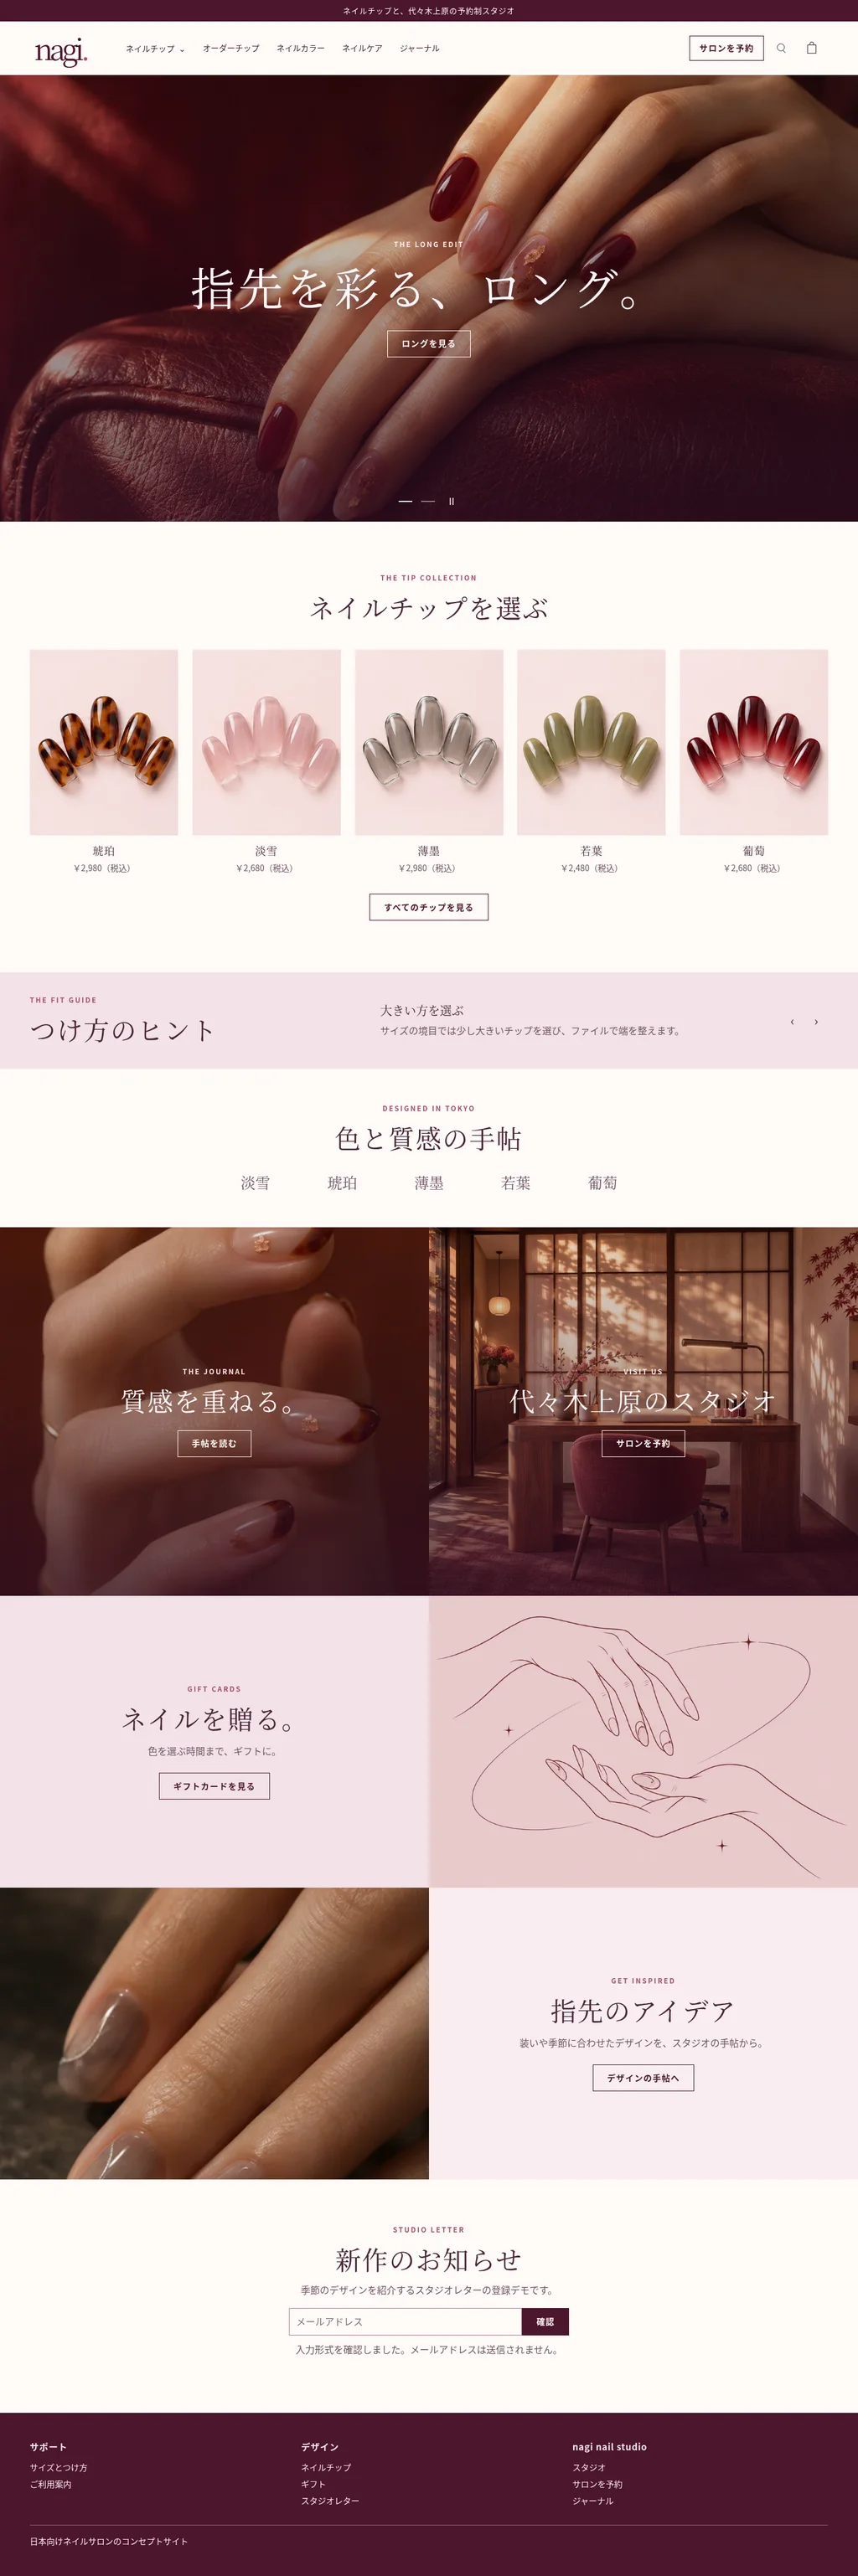 ネイルチップと、代々木上原の予約制スタジオ
nagi.
ネイルチップ
オーダーチップ
ネイルカラー
ネイルケア
ジャーナル
サロンを予約
THE LONG EDIT
指先を彩る、ロング。
ロングを見る
THE TIP COLLECTION
ネイルチップを選ぶ
琥珀
¥2,980（税込）
淡雪
¥2,680（税込）
薄墨
¥2,980（税込）
若葉
¥2,480（税込）
葡萄
¥2,680（税込）
すべてのチップを見る
THE FIT GUIDE
つけ方のヒント
大きい方を選ぶ
サイズの境目では少し大きいチップを選び、ファイルで端を整えます。
DESIGNED IN TOKYO
色と質感の手帖
淡雪
琥珀
薄墨
若葉
葡萄
THE JOURNAL
質感を重ねる。
手帖を読む
VISIT US
代々木上原のスタジオ
サロンを予約
GIFT CARDS
ネイルを贈る。
色を選ぶ時間まで、ギフトに。
ギフトカードを見る
GET INSPIRED
指先のアイデア
装いや季節に合わせたデザインを、スタジオの手帖から。
デザインの手帖へ
STUDIO LETTER
新作のお知らせ
季節のデザインを紹介するスタジオレターの登録デモです。
メールアドレス
確認
入力形式を確認しました。メールアドレスは送信されません。
サポート
サイズとつけ方
ご利用案内
デザイン
ネイルチップ
ギフト
スタジオレター
nagi nail studio
スタジオ
サロンを予約
ジャーナル
日本向けネイルサロンのコンセプトサイト